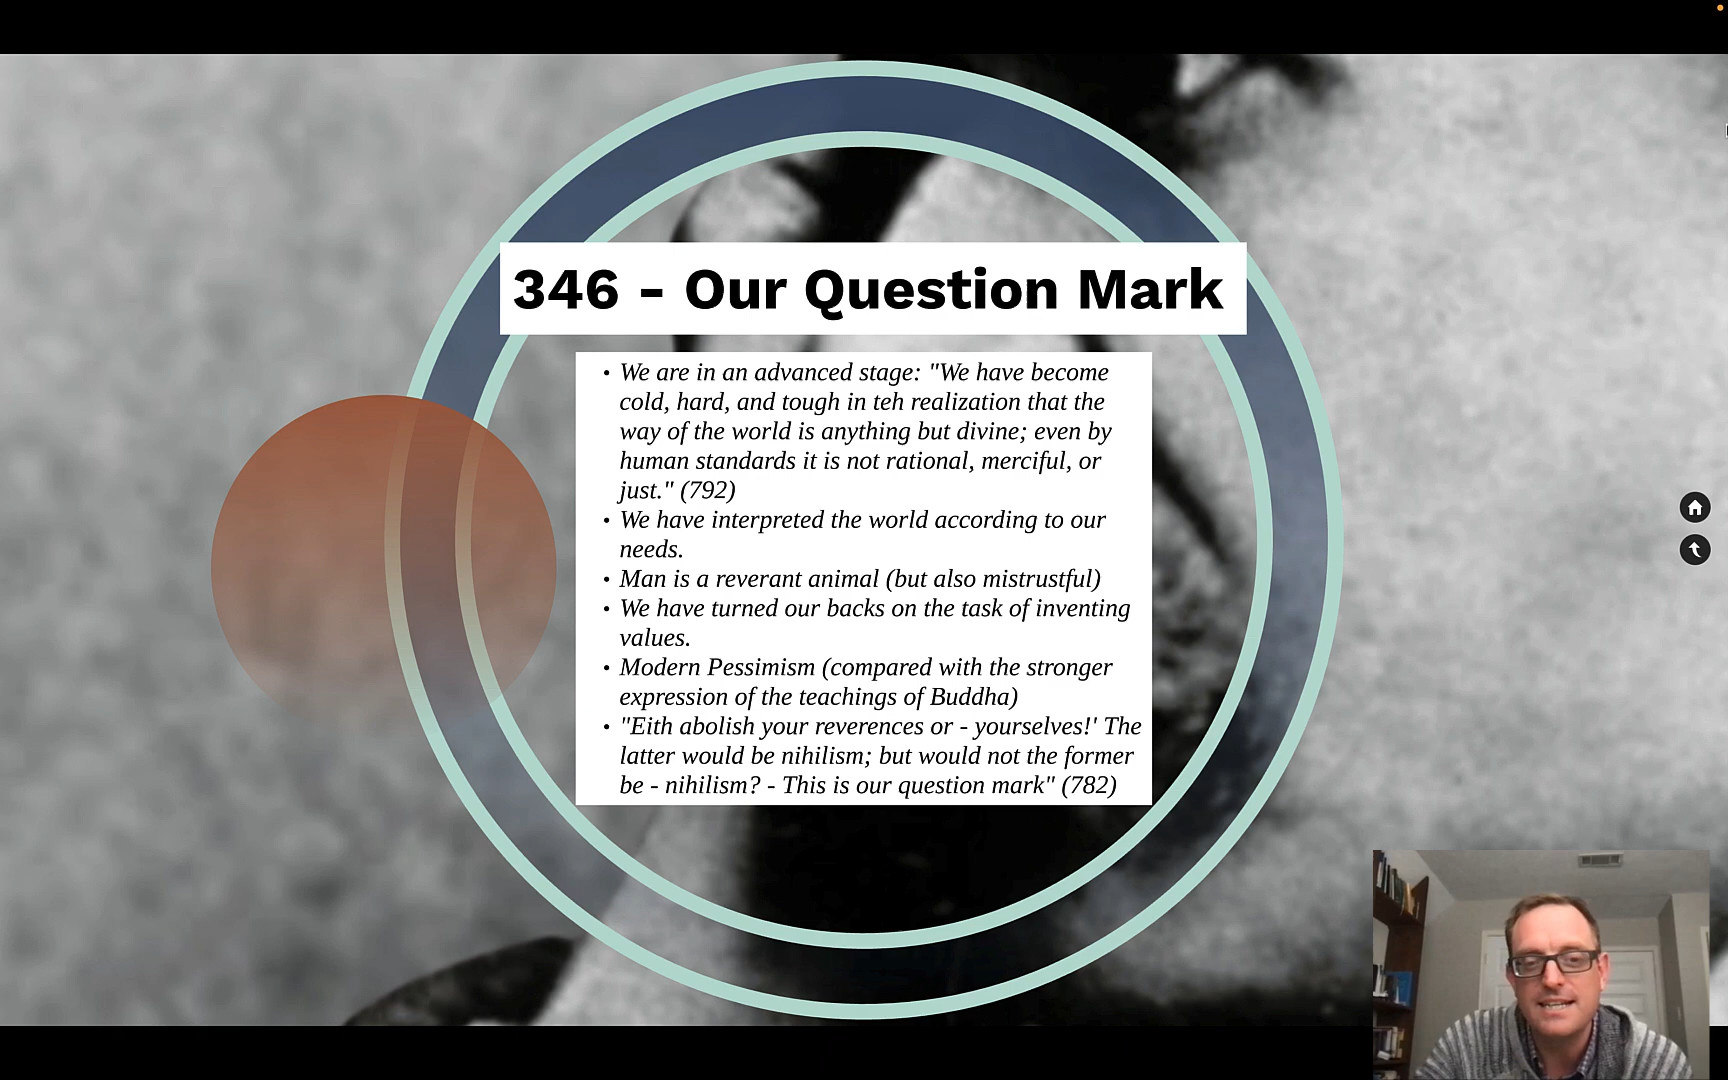 346 - Our Question Mark
• We are in an advanced stage: "We have become
cold, hard, and tough in teh realization that the
way of the world is anything but divine; even by
human standards it is not rational, merciful, or
just." (792)
• We have interpreted the world according to our
needs.
• Man is a reverant animal (but also mistrustful)
• We have turned our backs on the task of inventing
values.
• Modern Pessimism (compared with the stronger
expression of the teachings of Buddha)
• "Eith abolish your reverences or - yourselves!' The
latter would be nihilism; but would not the former
be - nihilism? - This is our question mark" (782)